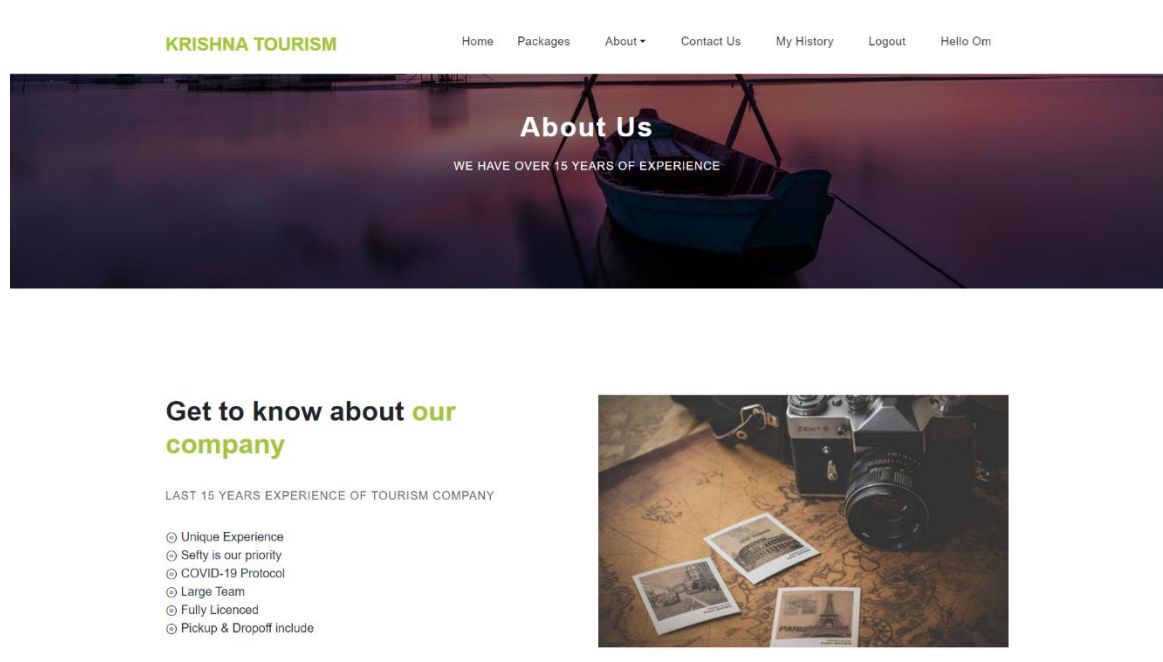 KRISHNA TOURISM
Home Packages About Contact Us My History Logout Hello Om
About Us
WE HAVE OVER 15 YEARS OF EXPERIENCE
Get to know about our
company
LAST 15 YEARS EXPERIENCE OF TOURISM COMPANY
Unique Experience
Sefty is our priority
COVID-19 Protocol
Large Team
Fully Licenced
Pickup & Dropoff include
ZENIT-E
PARIS